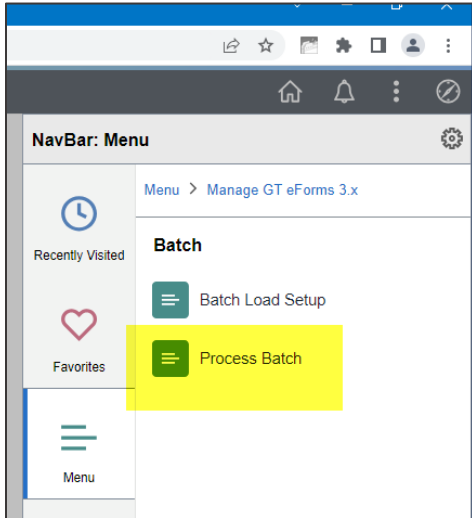 NavBar: Menu
Recently Visited
Favorites
Menu
Menu > Manage GT eForms 3.x
Batch
Batch Load Setup
Process Batch